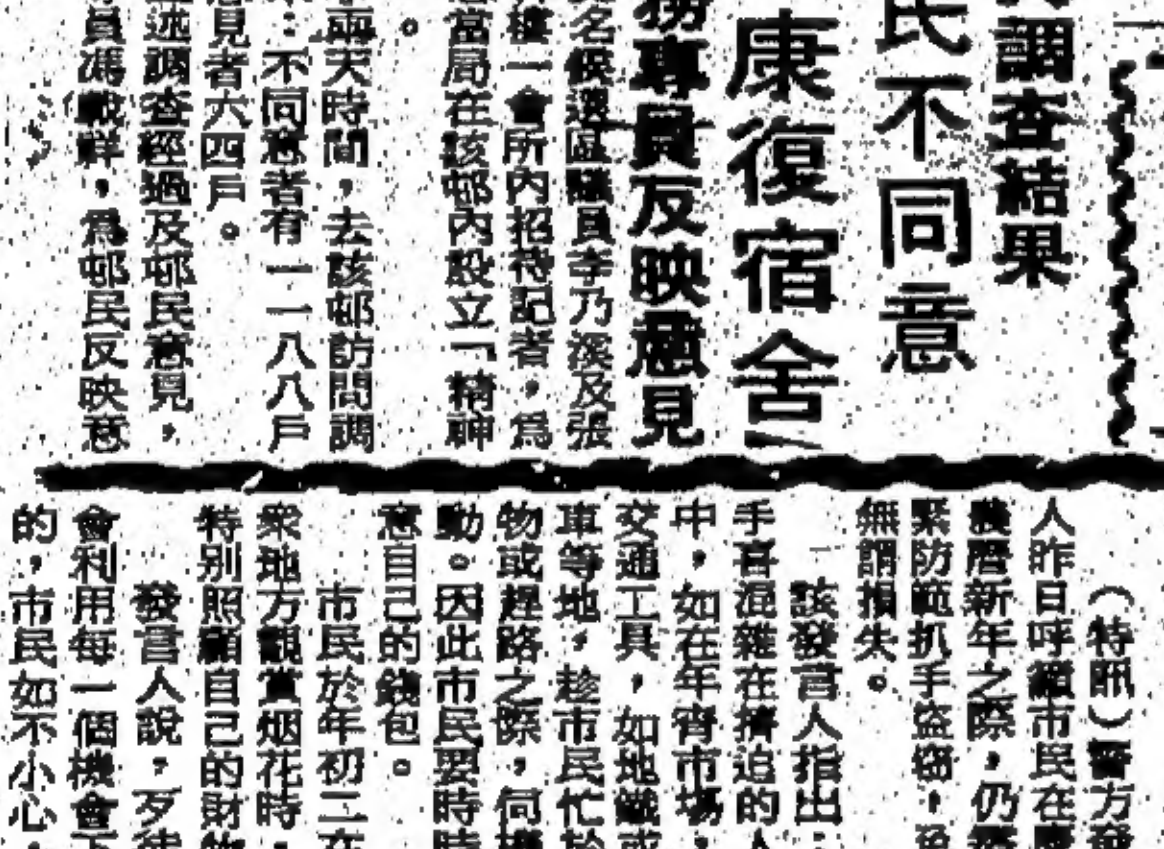 調查結果
民不同意
康復宿舍
務專員反映意見
名候選區議員李乃溪及張
樓一會所內招待記者，為
當局在該邨內設立「精神
。
兩天時間，去該邨訪問調
：不同意者有一一八八戶
意見者六四戶。
述調查經過及邨民意見，
員馮戰祥，為邨民反映意
（特訊）警方發
人昨日呼籲市民在慶
農曆新年之際，仍
緊防範扒手盜竊，免
無謂損失。
該發言人指出：
手喜混雜在擠迫的人
中，如在年宵市場，
交通工具，如地鐵或
車等地，趁市民忙於
物或趕路之際，伺機
動。因此市民要時時
意自己的錢包。
市民於年初二在
眾地方觀賞烟花時，
特別照顧自己的財物
發言人說，歹徒
會利用每一個機會下
的，市民如不小心，